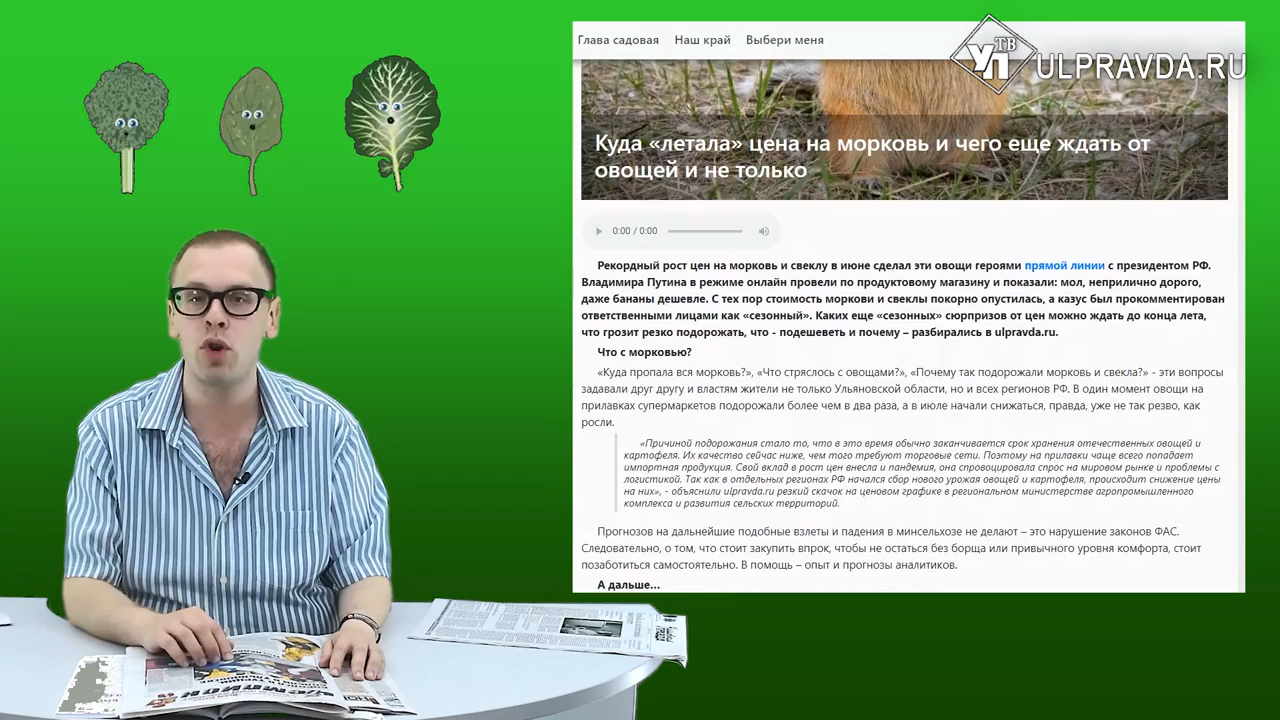 Глава садовая Наш край Выбери меня
УП ТВ ULPRAVDA.RU
Куда «летала» цена на морковь и чего еще ждать от
овощей и не только
0:00 / 0:00
Рекордный рост цен на морковь и свеклу в июне сделал эти овощи героями прямой линии с президентом РФ.
Владимира Путина в режиме онлайн провели по продуктовому магазину и показали: мол, неприлично дорого,
даже бананы дешевле. С тех пор стоимость моркови и свеклы покорно опустилась, а казус был прокомментирован
ответственными лицами как «сезонный». Каких еще «сезонных» сюрпризов от цен можно ждать до конца лета,
что грозит резко подорожать, что - подешеветь и почему – разбирались в ulpravda.ru.
Что с морковью?
«Куда пропала вся морковь?», «Что стряслось с овощами?», «Почему так подорожали морковь и свекла?» - эти вопросы
задавали друг другу и властям жители не только Ульяновской области, но и всех регионов РФ. В один момент овощи на
прилавках супермаркетов подорожали более чем в два раза, а в июле начали снижаться, правда, уже не так резво, как
росли.
«Причиной подорожания стало то, что в это время обычно заканчивается срок хранения отечественных овощей и
картофеля. Их качество сейчас ниже, чем того требуют торговые сети. Поэтому на прилавки чаще всего попадает
импортная продукция. Свой вклад в рост цен внесла и пандемия, она спровоцировала спрос на мировом рынке и проблемы с
логистикой. Так как в отдельных регионах РФ начался сбор нового урожая овощей и картофеля, происходит снижение цены
на них», - объяснили ulpravda.ru резкий скачок на ценовом графике в региональном министерстве агропромышленного
комплекса и развития сельских территорий.
Прогнозов на дальнейшие подобные взлеты и падения в минсельхозе не делают – это нарушение законов ФАС.
Следовательно, о том, что стоит закупить впрок, чтобы не остаться без борща или привычного уровня комфорта, стоит
позаботиться самостоятельно. В помощь – опыт и прогнозы аналитиков.
А дальше...
Чемпион